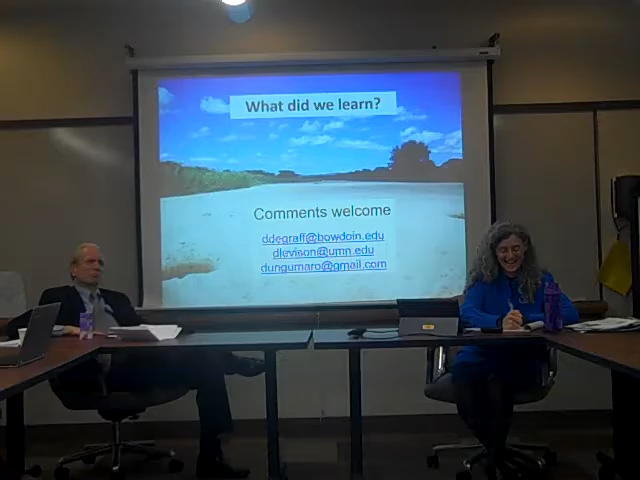 What did we learn?
Comments welcome
ddegraff@bowdoin.edu
dlevison@umn.edu
dungumaro@gmail.com